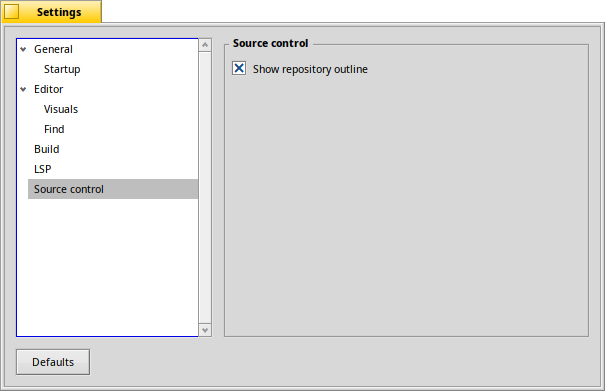 Settings
General
Startup
Editor
Visuals
Find
Build
LSP
Source control
Source control
Show repository outline
Defaults